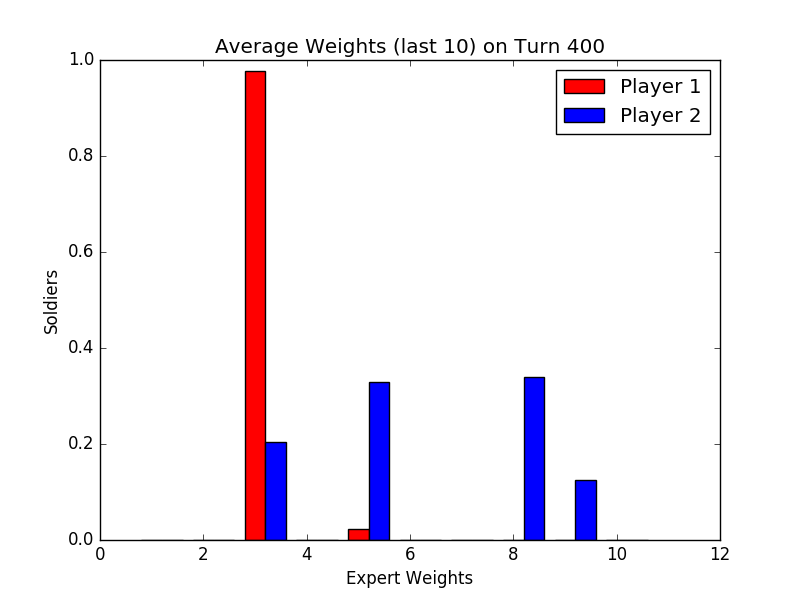 Average Weights (last 10) on Turn 400
1.0
Player 1
Player 2
0.8
0.6
Soldiers
0.4
0.2
0.0
0 2 4 6 8 10 12
Expert Weights